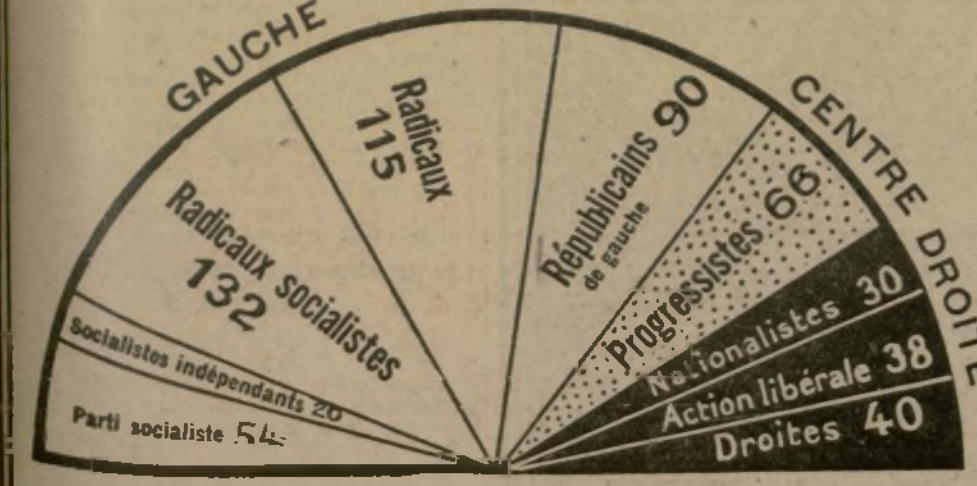 GAUCHE
CENTRE
DROITE
Parti socialiste 54
Socialistes indépendants 20
Radicaux socialistes
132
Radicaux
115
Républicains 90
de gauche
Progressistes 66
Nationalistes 30
Action libérale 38
Droites 40